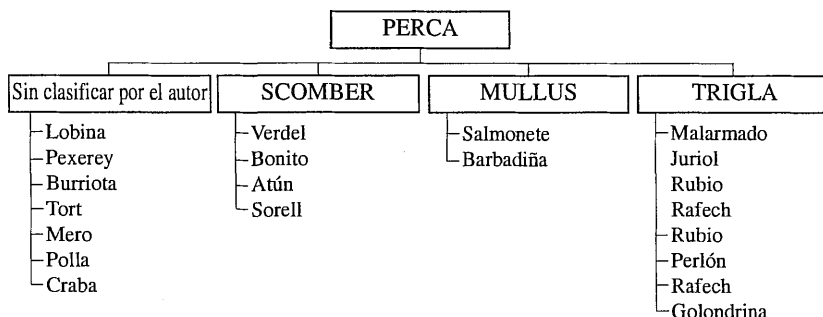 PERCA
Sin clasificar por el autor
Lobina
Pexerey
Burriota
Tort
Mero
Polla
Craba
SCOMBER
Verdel
Bonito
Atún
Sorell
MULLUS
Salmonete
Barbadiña
TRIGLA
Malarmado
Juriol
Rubio
Rafech
Rubio
Perlón
Rafech
Golondrina